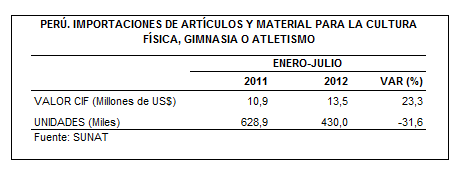 PERÚ. IMPORTACIONES DE ARTÍCULOS Y MATERIAL PARA LA CULTURA
FÍSICA, GIMNASIA O ATLETISMO
ENERO-JULIO
2011 2012 VAR (%)
VALOR CIF (Millones de US$) 10,9 13,5 23,3
UNIDADES (Miles) 628,9 430,0 -31,6
Fuente: SUNAT